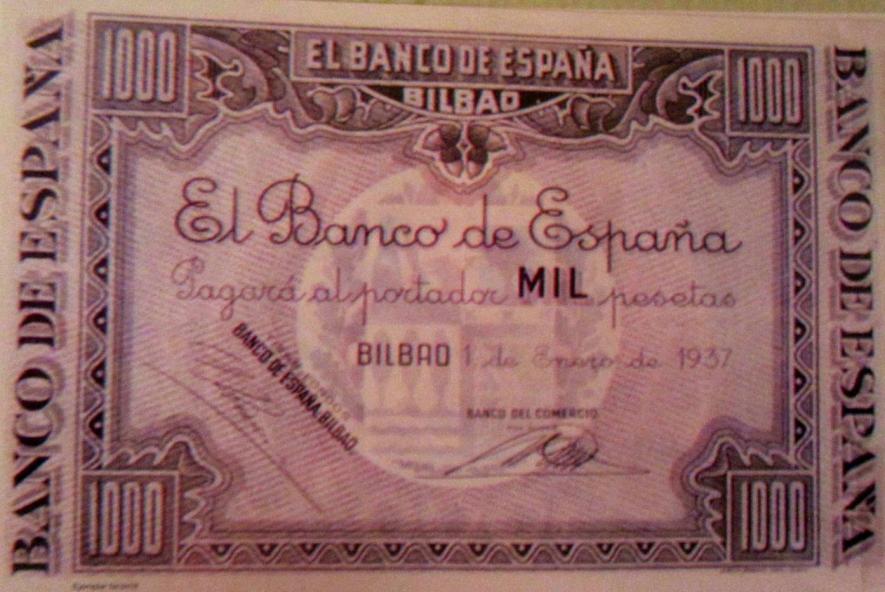 1000
EL BANCO DE ESPAÑA
1000
BILBAO
BANCO DE ESPAÑA
BANCO DE ESPAÑA
El Banco de España
Pagará al portador MIL pesetas
BILBAO 1 de Enero de 1937
BANCO DE ESPAÑA.BILBAO.
BANCO DEL COMERCIO
1000
1000